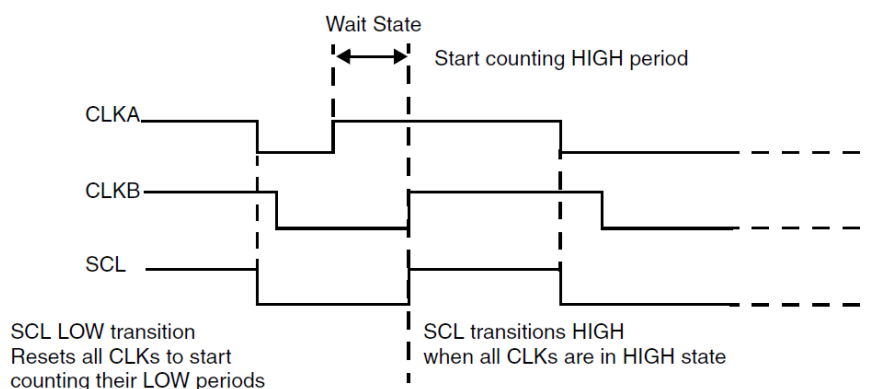 Wait State
Start counting HIGH period
CLKA
CLKB
SCL
SCL LOW transition
Resets all CLKs to start
counting their LOW periods
SCL transitions HIGH
when all CLKs are in HIGH state